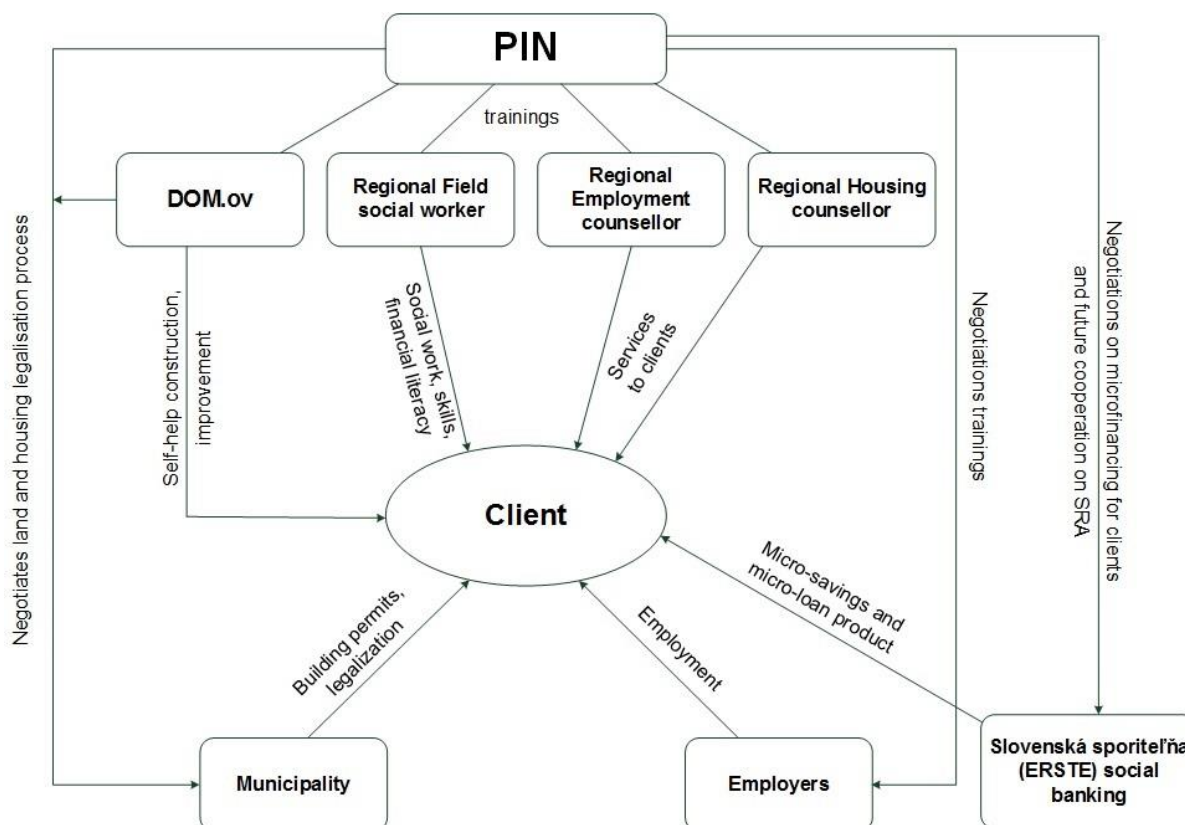 PIN
trainings
DOM.ov
Regional Field
social worker
Regional
Employment
counsellor
Regional Housing
counsellor
Negotiates land and housing legalisation process
Self-help construction,
improvement
Social work, skills,
financial literacy
Services
to clients
Negotiations trainings
Negotiations on microfinancing for clients
and future cooperation on SRA
Client
Building permits,
legalization
Employment
Micro-savings and
micro-loan product
Municipality
Employers
Slovenská sporiteľňa
(ERSTE) social
banking